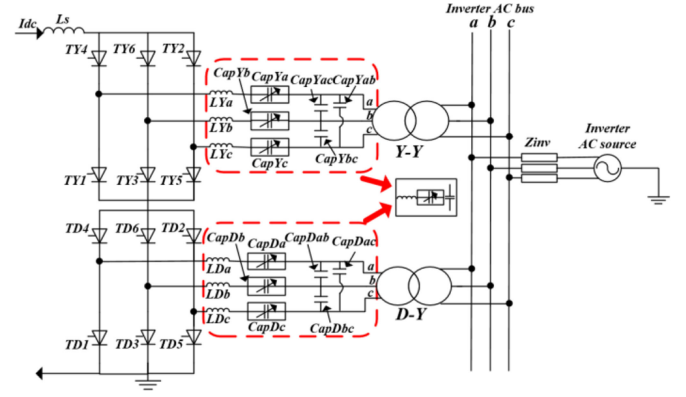 Inverter AC bus
a b c
Idc Ls
TY4 TY6 TY2
CapYb CapYa CapYac CapYab
LYa
a
LYb
b
LYc
c
CapYc CapYbc
Y-Y
TY1 TY3 TY5
Zinv
Inverter
AC source
TD4 TD6 TD2
CapDb CapDa CapDab CapDac
LDa
a
LDb
b
LDc
c
CapDc CapDbc
D-Y
TD1 TD3 TD5